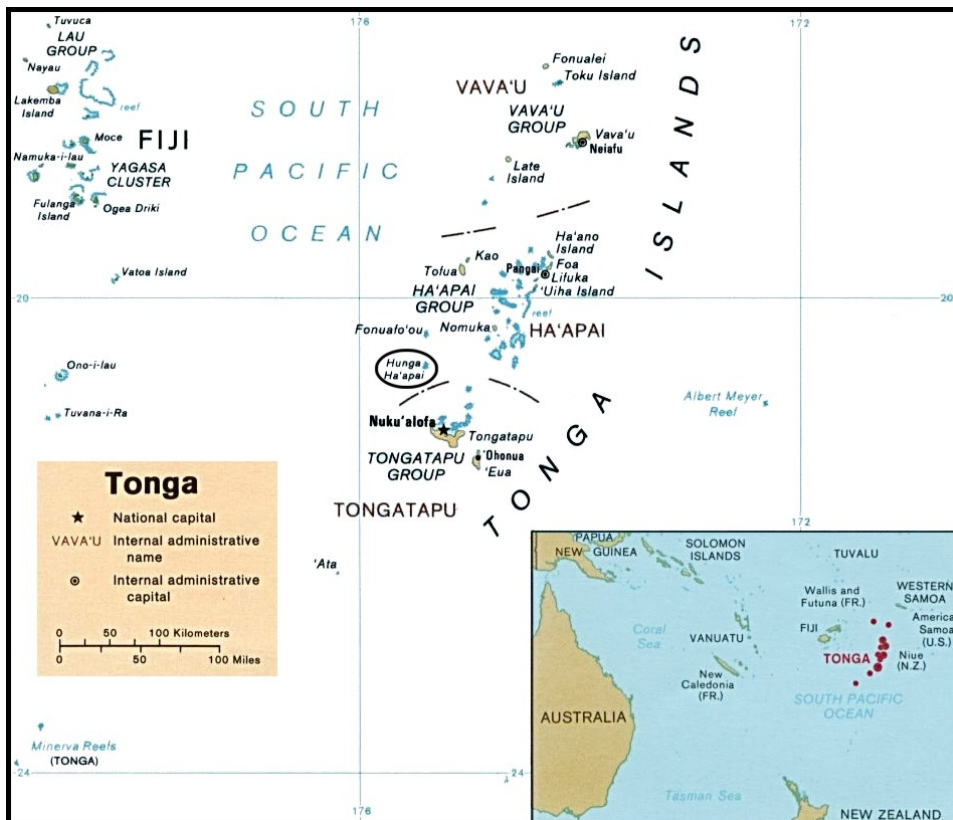 176
172
Tuvuca
LAU
GROUP
Nayau
Lakemba
Island
reef
Moce
FIJI
Namuka-i-lau
YAGASA
CLUSTER
Fulanga
Island
Ogea Driki
Vatoa Island
SOUTH
PACIFIC
OCEAN
Fonualei
Toku Island
VAVA'U
VAVA'U
GROUP
Vava'u
Neiafu
Late
Island
TONGA ISLANDS
Ha'ano
Island
Kao
Tofua
Pangai
Foa
Lifuka
'Uiha Island
HA'APAI
GROUP
20
20
reef
Fonuafo'ou
Nomuka
HA'APAI
Hunga
Ha'apai
Ono-i-lau
Tuvana-i-Ra
Albert Meyer
Reef
Nuku'alofa
Tongatapu
TONGATAPU
GROUP
'Ohonua
'Eua
TONGATAPU
'Ata
Tonga
National capital
VAVA'U Internal administrative
name
Internal administrative
capital
0 50 100 Kilometers
0 50 100 Miles
Minerva Reefs
(TONGA)
24
24
176
172
PAPUA
NEW GUINEA
SOLOMON
ISLANDS
TUVALU
Wallis and
Futuna (FR.)
WESTERN
SAMOA
FIJI
America
Samoa
(U.S.)
Coral
Sea
VANUATU
TONGA
Niue
(N.Z.)
New
Caledonia
(FR.)
SOUTH PACIFIC
OCEAN
AUSTRALIA
Tasman Sea
NEW ZEALAND